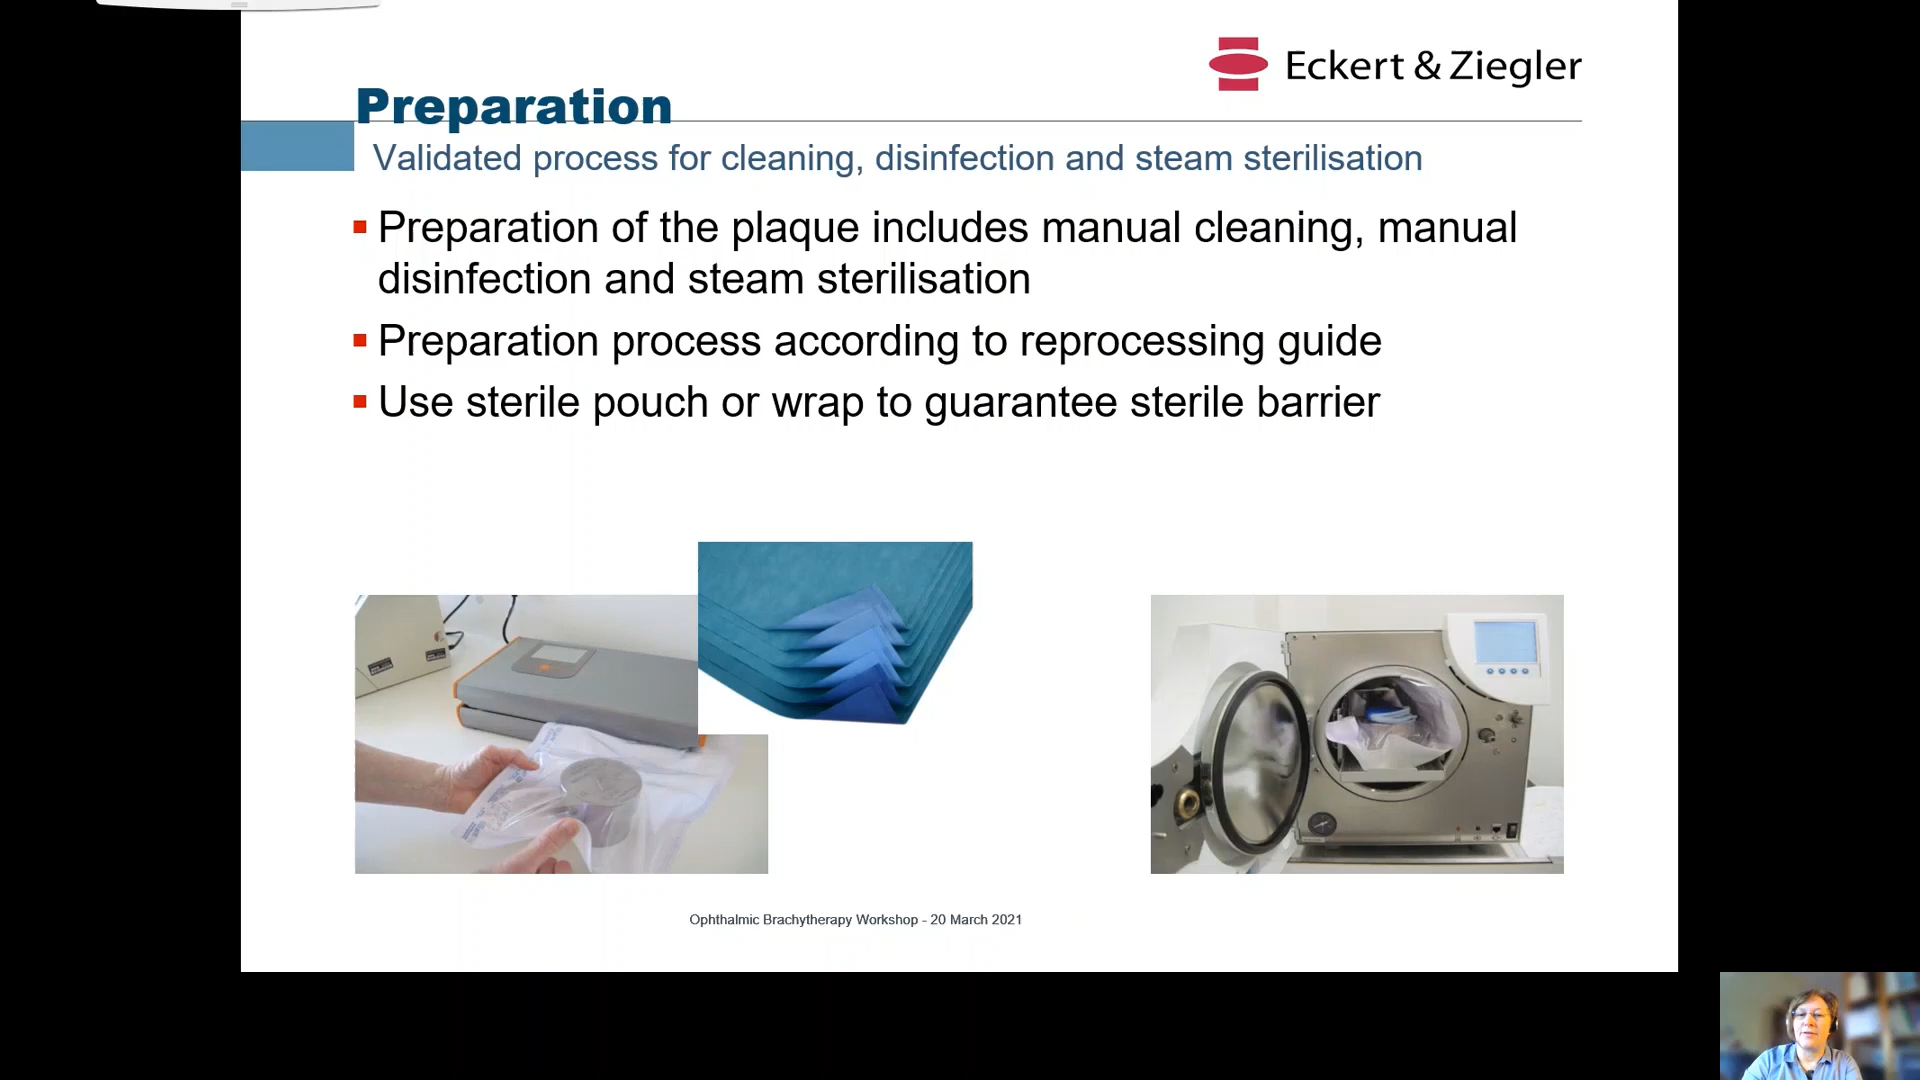 Eckert & Ziegler
Preparation
Validated process for cleaning, disinfection and steam sterilisation
Preparation of the plaque includes manual cleaning, manual
disinfection and steam sterilisation
Preparation process according to reprocessing guide
Use sterile pouch or wrap to guarantee sterile barrier
Ophthalmic Brachytherapy Workshop - 20 March 2021